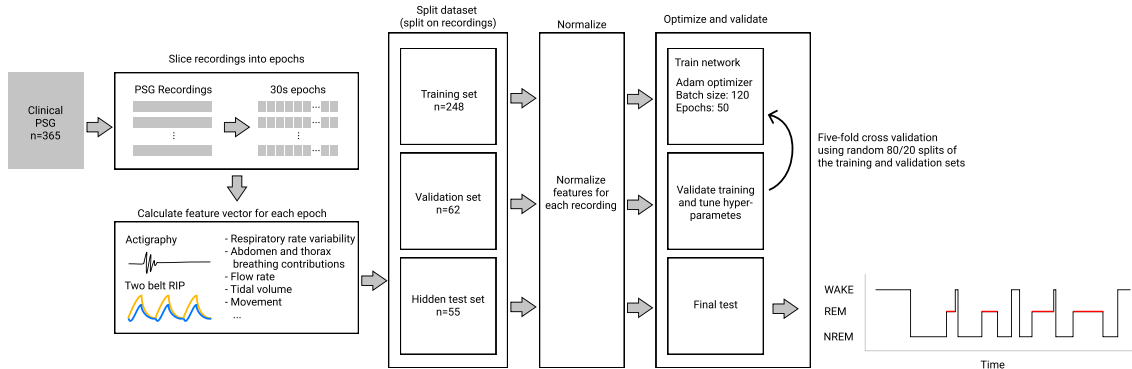 Clinical
PSG
n=365
Slice recordings into epochs
PSG Recordings
30s epochs
...
...
⋮
⋮
...
Calculate feature vector for each epoch
Actigraphy
Two belt RIP
- Respiratory rate variability
- Abdomen and thorax
breathing contributions
- Flow rate
- Tidal volume
- Movement
...
Split dataset
(split on recordings)
Training set
n=248
Validation set
n=62
Hidden test set
n=55
Normalize
Normalize
features for
each recording
Optimize and validate
Train network
Adam optimizer
Batch size: 120
Epochs: 50
Validate training
and tune hyper-
parametes
Final test
Five-fold cross validation
using random 80/20 splits of
the training and validation sets
WAKE
REM
NREM
Time